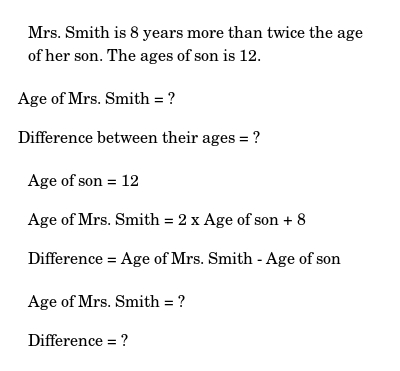 Mrs. Smith is 8 years more than twice the age
of her son. The ages of son is 12.
Age of Mrs. Smith = ?
Difference between their ages = ?
Age of son = 12
Age of Mrs. Smith = 2 x Age of son + 8
Difference = Age of Mrs. Smith - Age of son
Age of Mrs. Smith = ?
Difference = ?